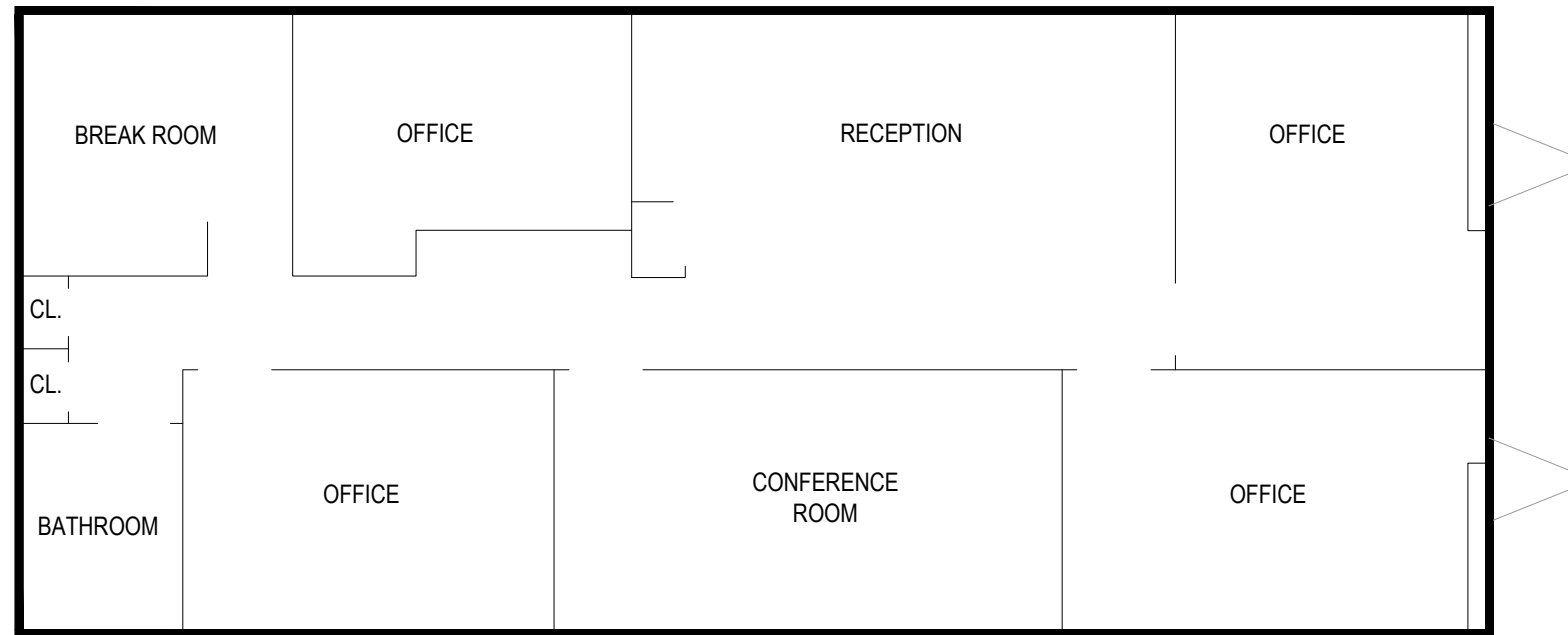 BREAK ROOM
OFFICE
RECEPTION
OFFICE
CL.
CL.
BATHROOM
OFFICE
CONFERENCE
ROOM
OFFICE